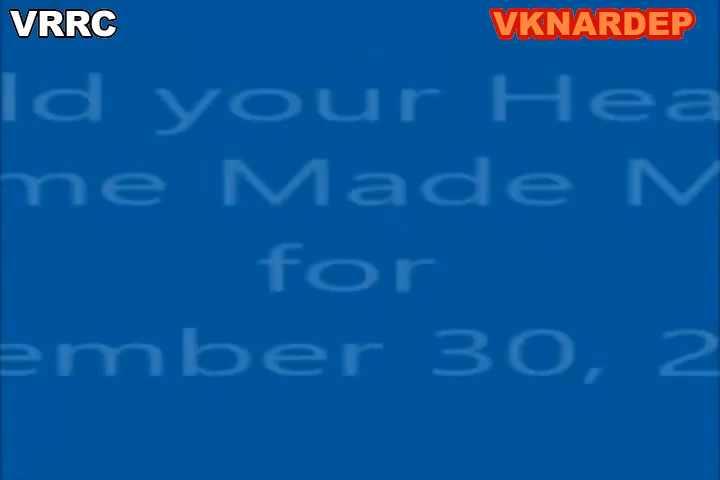 VRRC
VKNARDEP
ld your Hea
me Made M
for
ember 30, 2